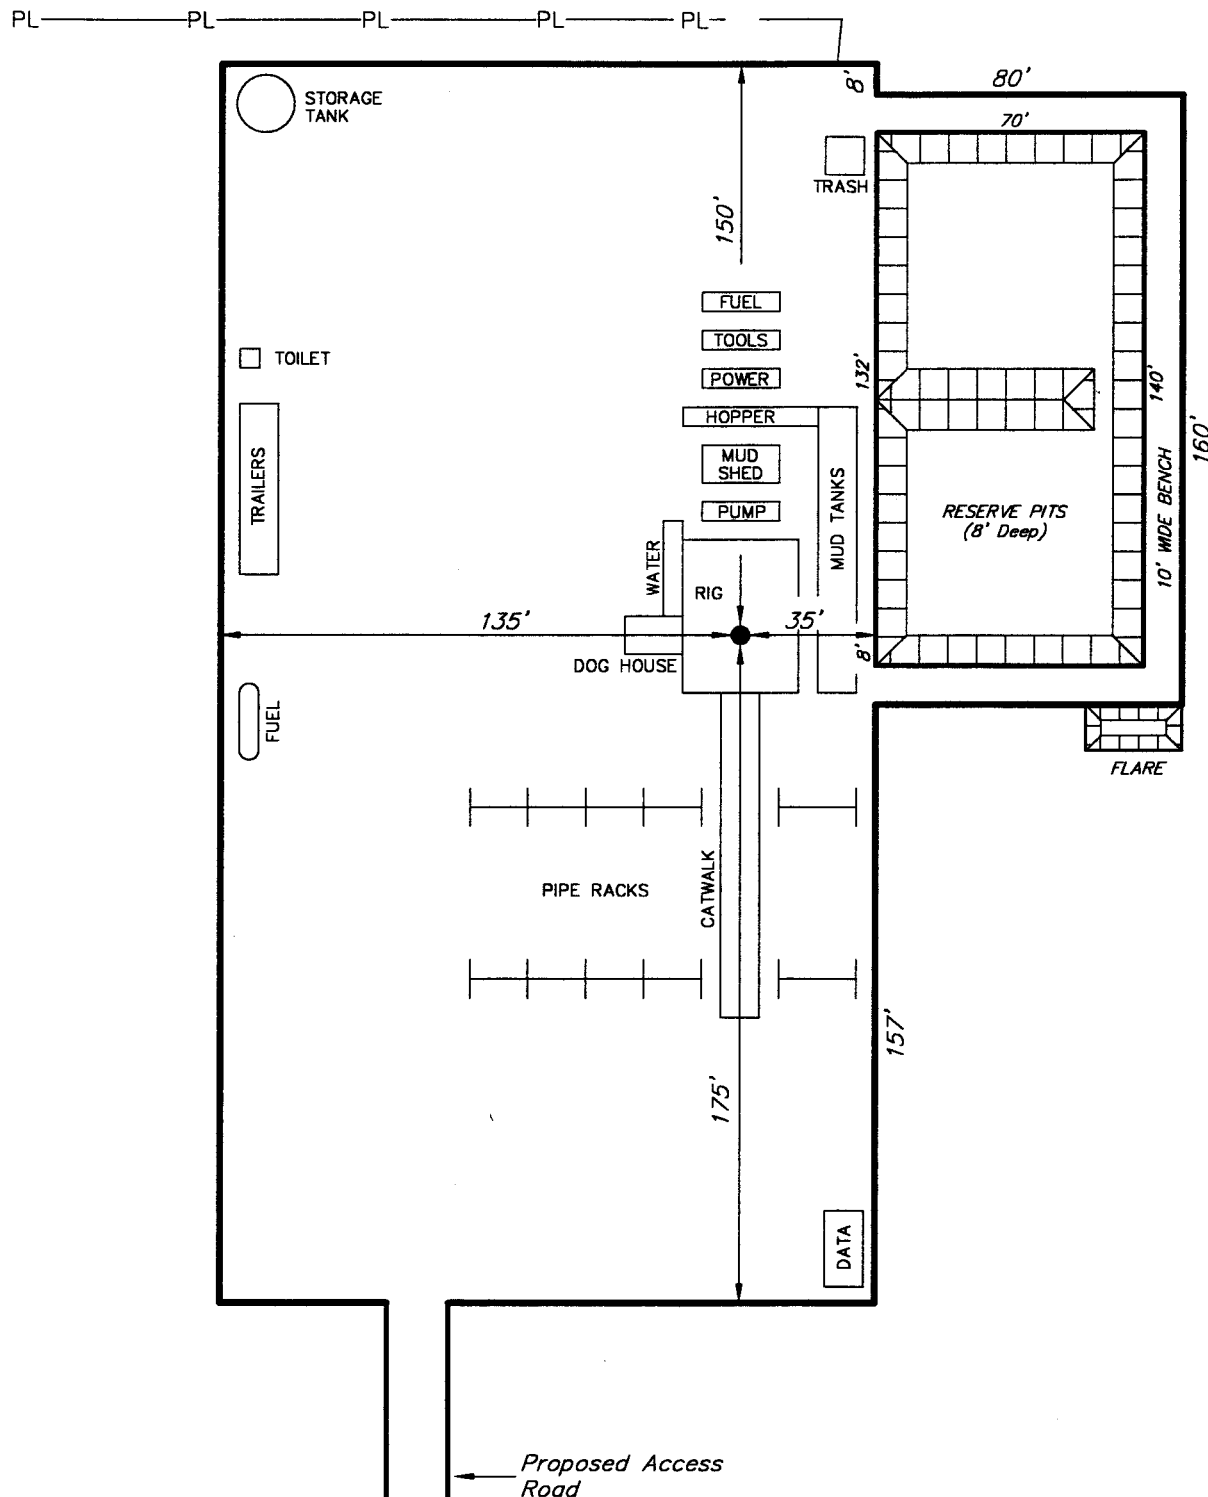 PL PL PL PL PL
8'
80'
STORAGE
TANK
70'
TRASH
150'
FUEL
TOOLS
TOILET
POWER
132'
140'
HOPPER
160'
MUD
SHED
TRAILERS
MUD TANKS
RESERVE PITS
(8' Deep)
10' WIDE BENCH
PUMP
WATER
RIG
135'
35'
8'
DOG HOUSE
FUEL
FLARE
PIPE RACKS
CATWALK
157'
175'
DATA
Proposed Access
Road